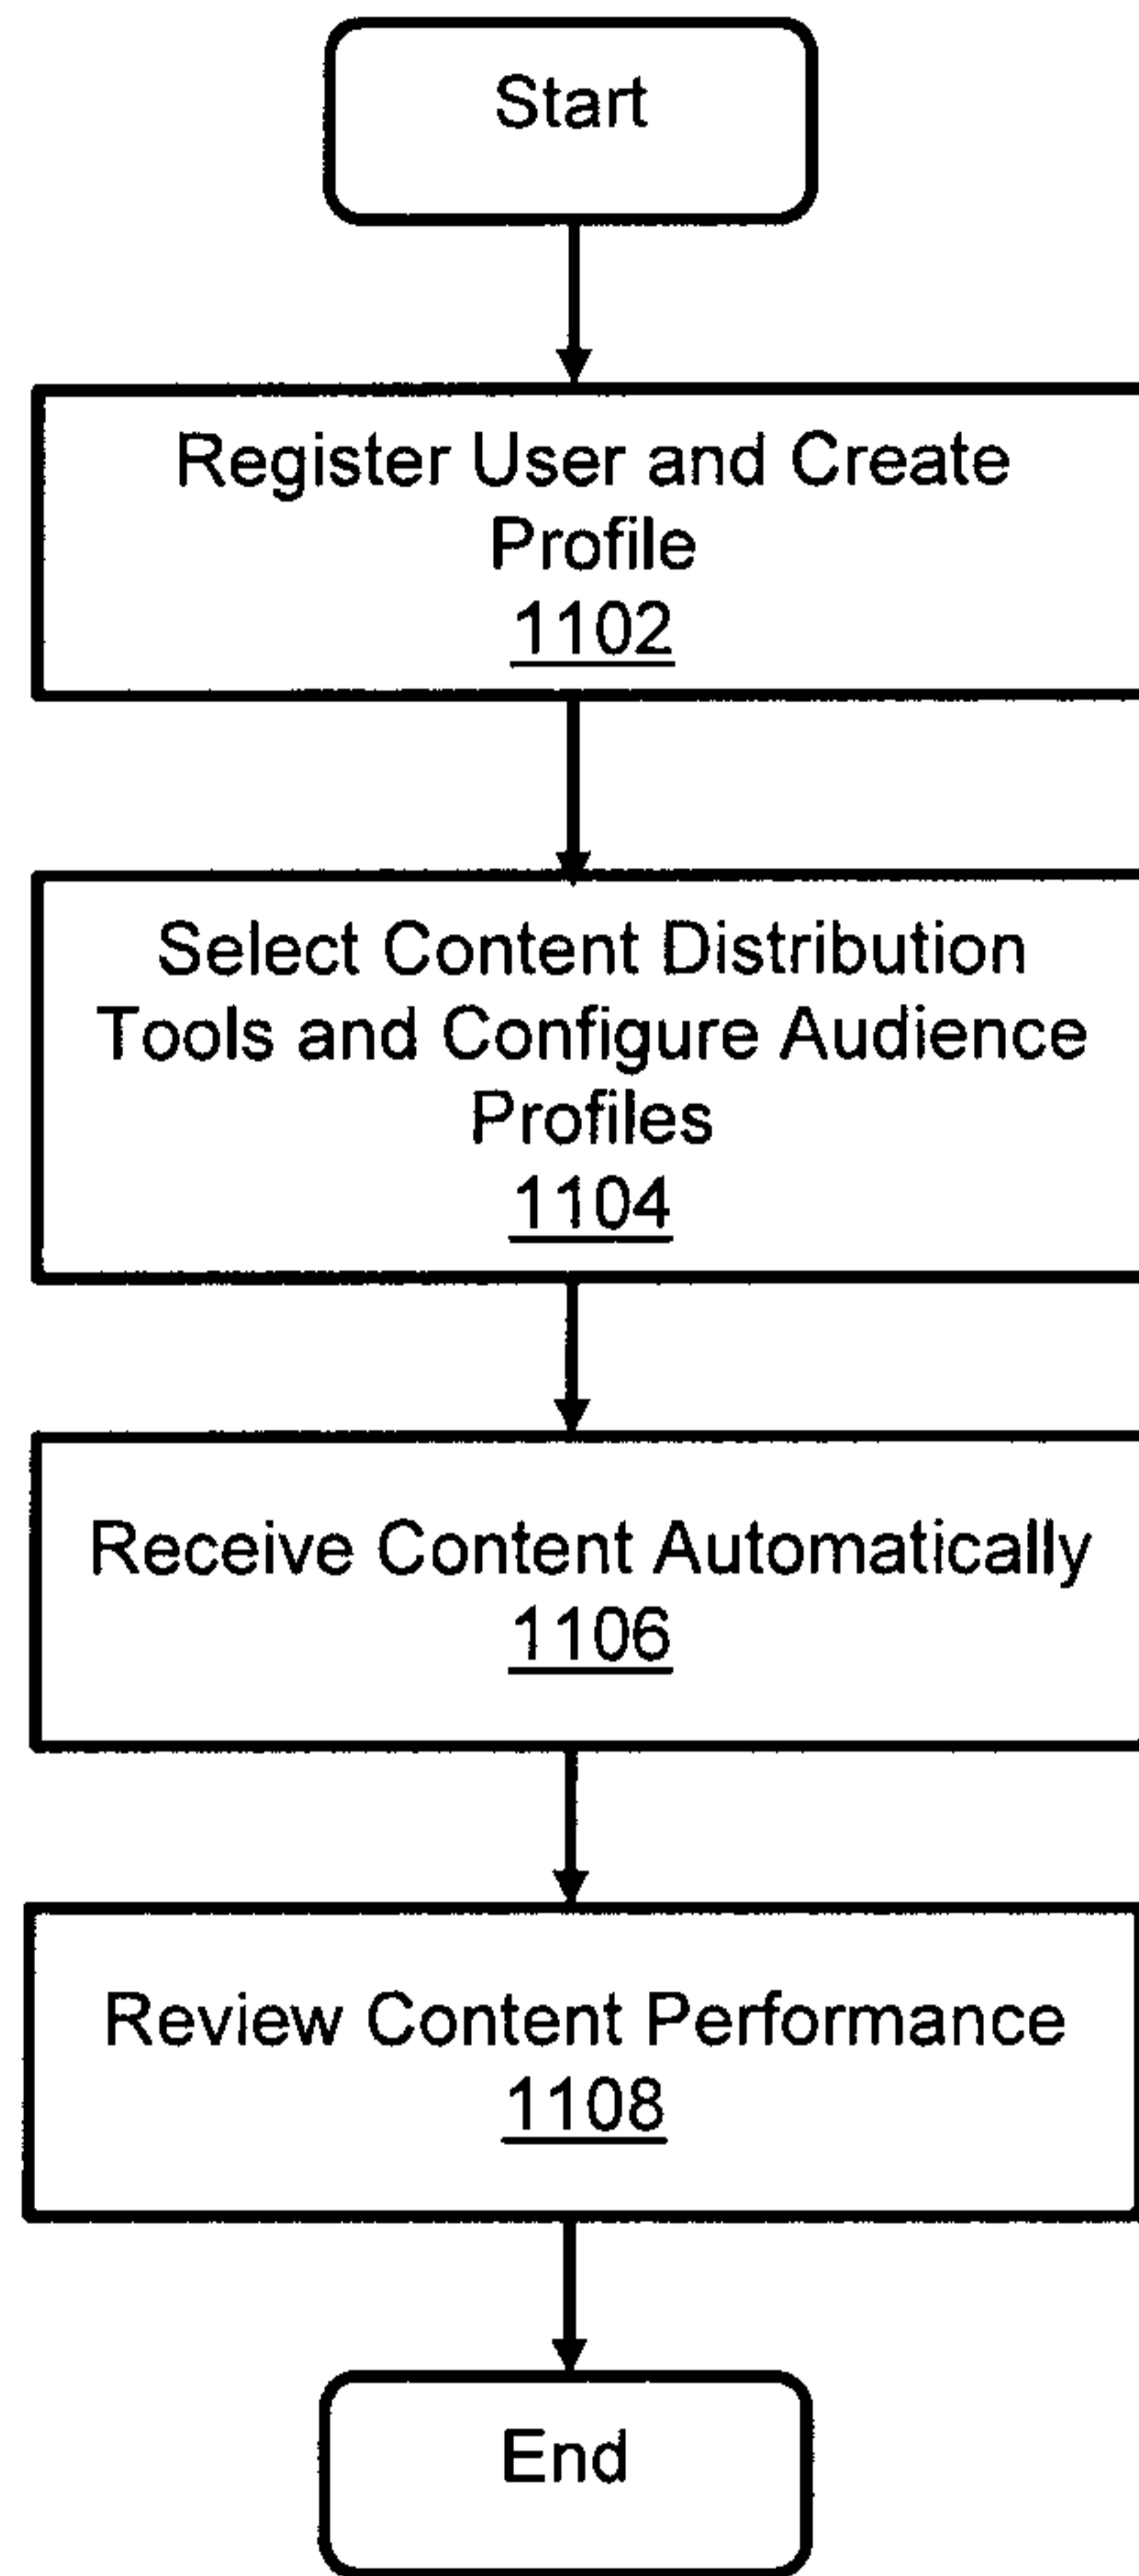 Start
Register User and Create
Profile
1102
Select Content Distribution
Tools and Configure Audience
Profiles
1104
Receive Content Automatically
1106
Review Content Performance
1108
End